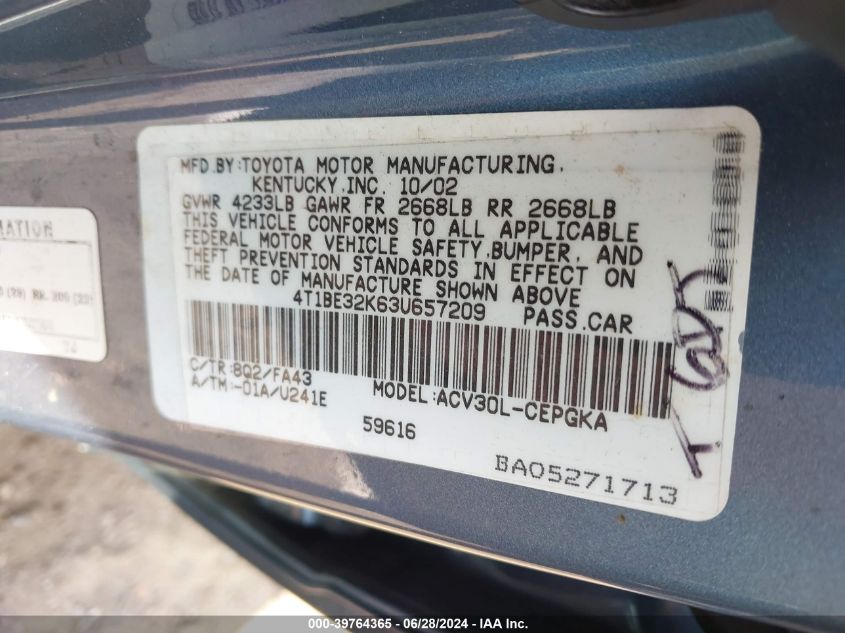 MFD.BY:TOYOTA MOTOR MANUFACTURING,
KENTUCKY,INC. 10/02
GVWR 4233LB GAWR FR 2668LB RR 2668LB
THIS VEHICLE CONFORMS TO ALL APPLICABLE
FEDERAL MOTOR VEHICLE SAFETY,BUMPER, AND
THEFT PREVENTION STANDARDS IN EFFECT ON
THE DATE OF MANUFACTURE SHOWN ABOVE
4T1BE32K63U657209 PASS.CAR
C/TR:8Q2/FA43
A/TM:-01A/U241E
MODEL:ACV30L-CEPGKA
59616
BA05271713
MATION
000-39764365 - 06/28/2024 - IAAI - COPART